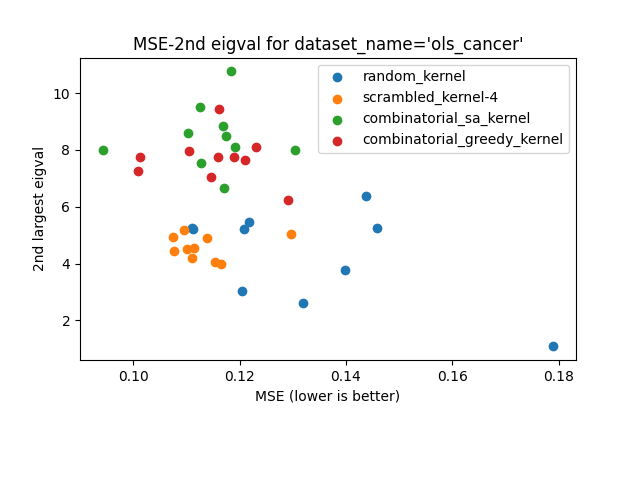 MSE-2nd eigval for dataset_name='ols_cancer'
random_kernel
scrambled_kernel-4
combinatorial_sa_kernel
combinatorial_greedy_kernel
10
8
6
4
2
2nd largest eigval
0.10 0.12 0.14 0.16 0.18
MSE (lower is better)